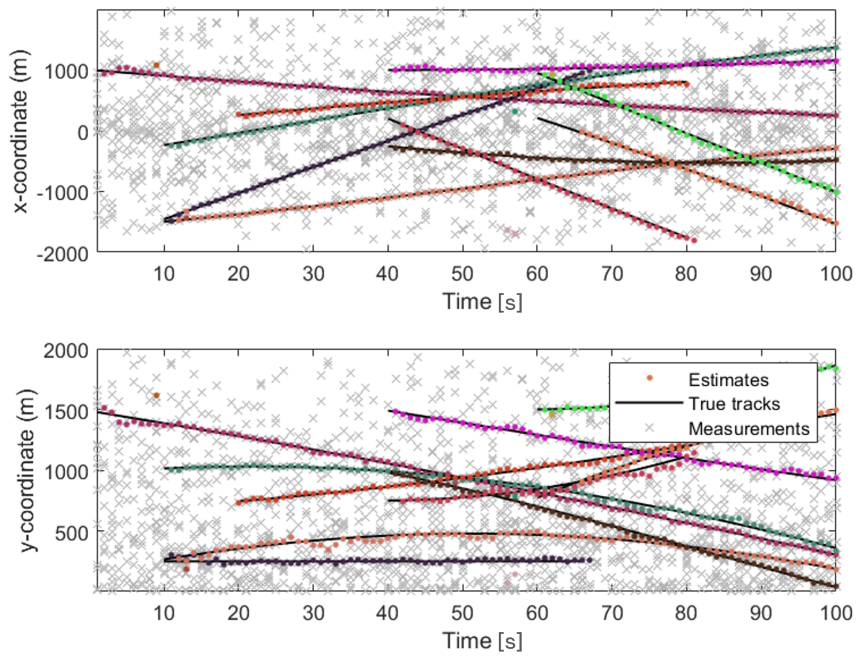 1000
0
-1000
-2000
x-coordinate (m)
10 20 30 40 50 60 70 80 90 100
Time [s]
2000
1500
1000
500
y-coordinate (m)
Estimates
True tracks
Measurements
10 20 30 40 50 60 70 80 90 100
Time [s]